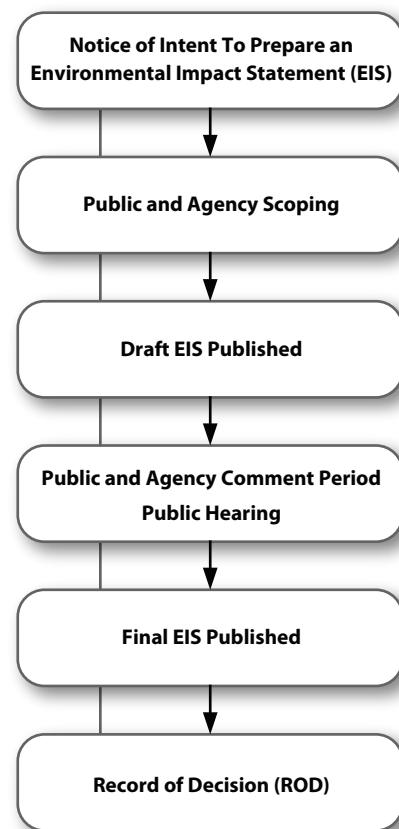 Notice of Intent To Prepare an
Environmental Impact Statement (EIS)
Public and Agency Scoping
Draft EIS Published
Public and Agency Comment Period
Public Hearing
Final EIS Published
Record of Decision (ROD)